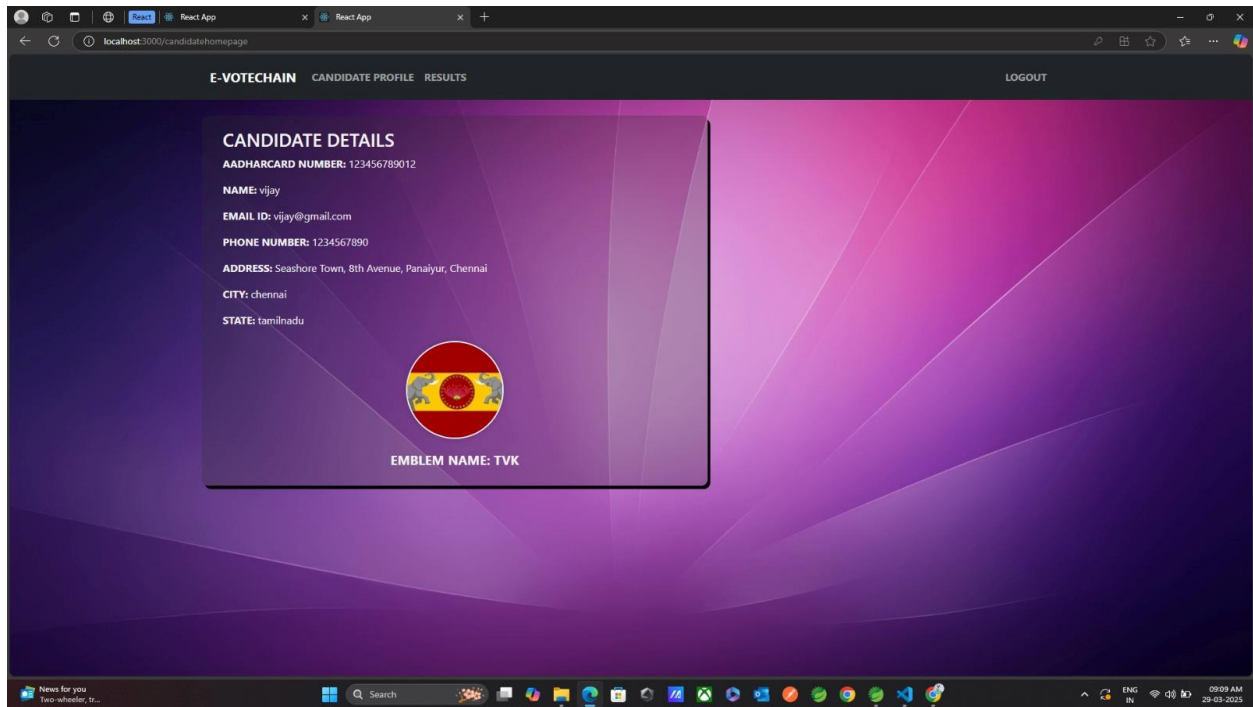 React
React App
React App
localhost:3000/candidatehomepage
E-VOTECHAIN CANDIDATE PROFILE RESULTS LOGOUT
CANDIDATE DETAILS
AADHARCARD NUMBER: 123456789012
NAME: vijay
EMAIL ID: vijay@gmail.com
PHONE NUMBER: 1234567890
ADDRESS: Seashore Town, 8th Avenue, Panaiyur, Chennai
CITY: chennai
STATE: tamilnadu
EMBLEM NAME: TVK
News for you
Two-wheeler, tr...
Search
ENG
IN
09:09 AM
29-03-2025